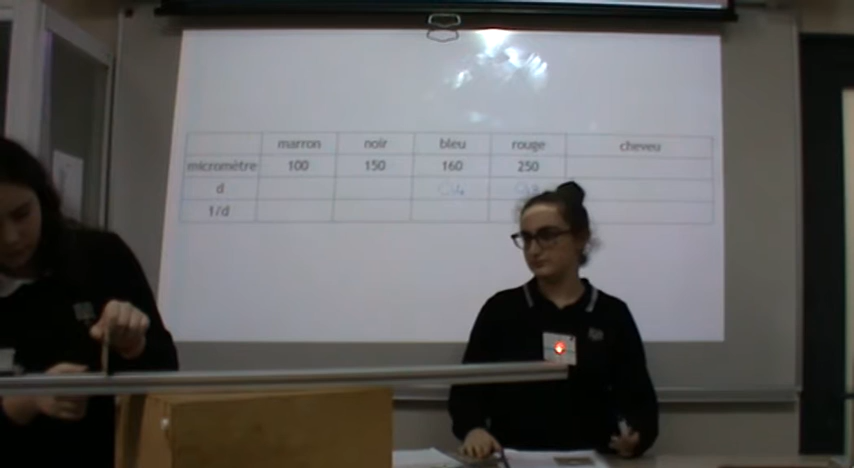 marron noir bleu rouge cheveu
micromètre 100 150 160 250
d
1/d